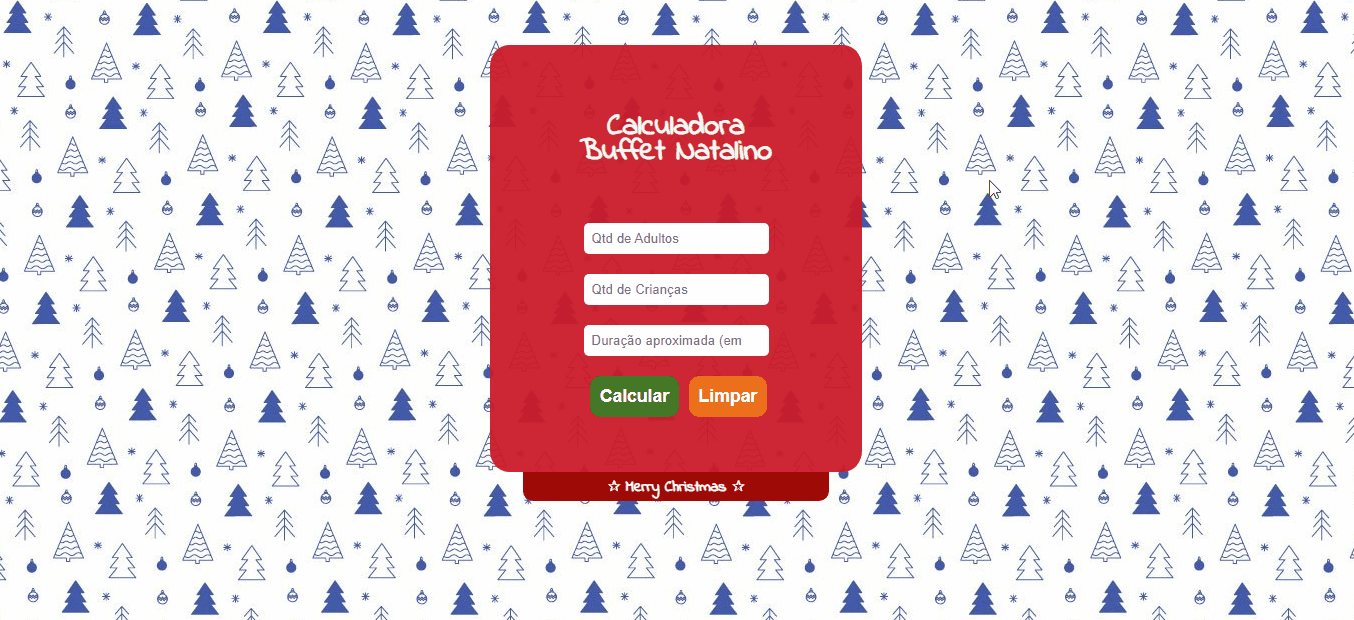 Calculadora
Buffet Natalino
Qtd de Adultos
Qtd de Crianças
Duração aproximada (em
Calcular Limpar
☆ Merry Christmas ☆